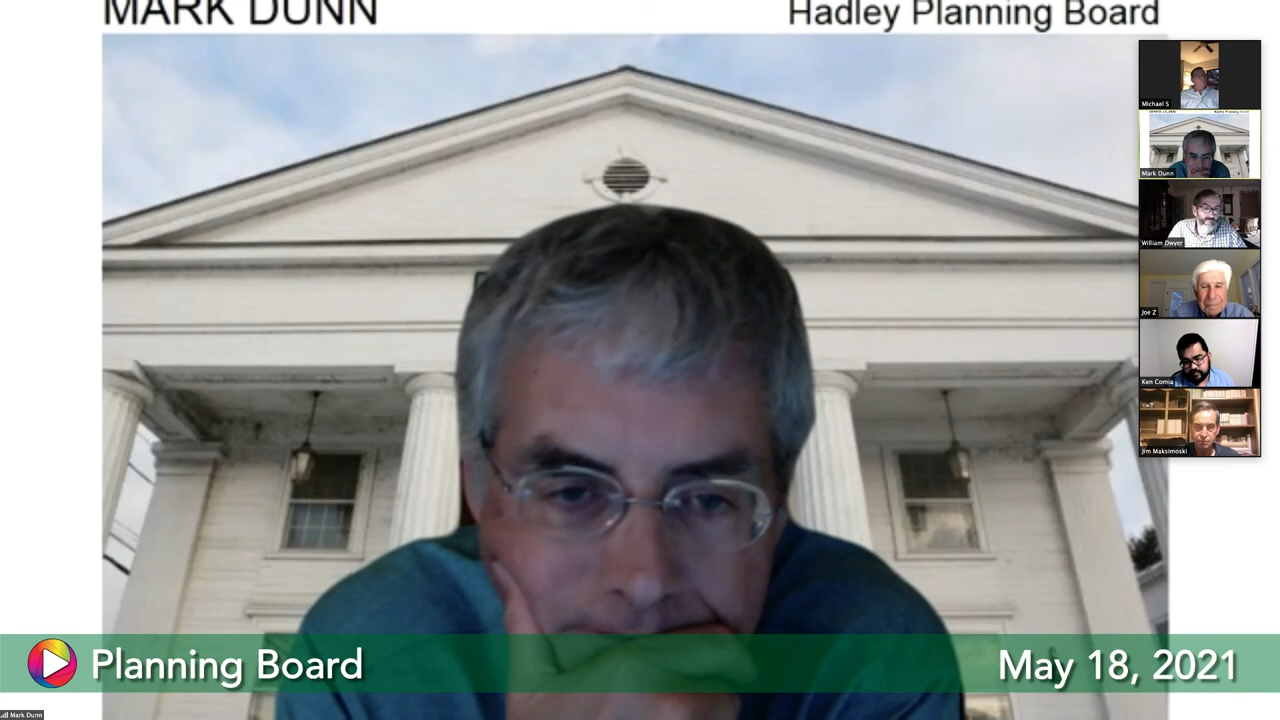 MARK DUNN
Hadley Planning Board
Michael S
Mark Dunn
William Dwyer
Joe Z
Ken Comia
Jim Maksimoski
Planning Board
May 18, 2021
Mark Dunn